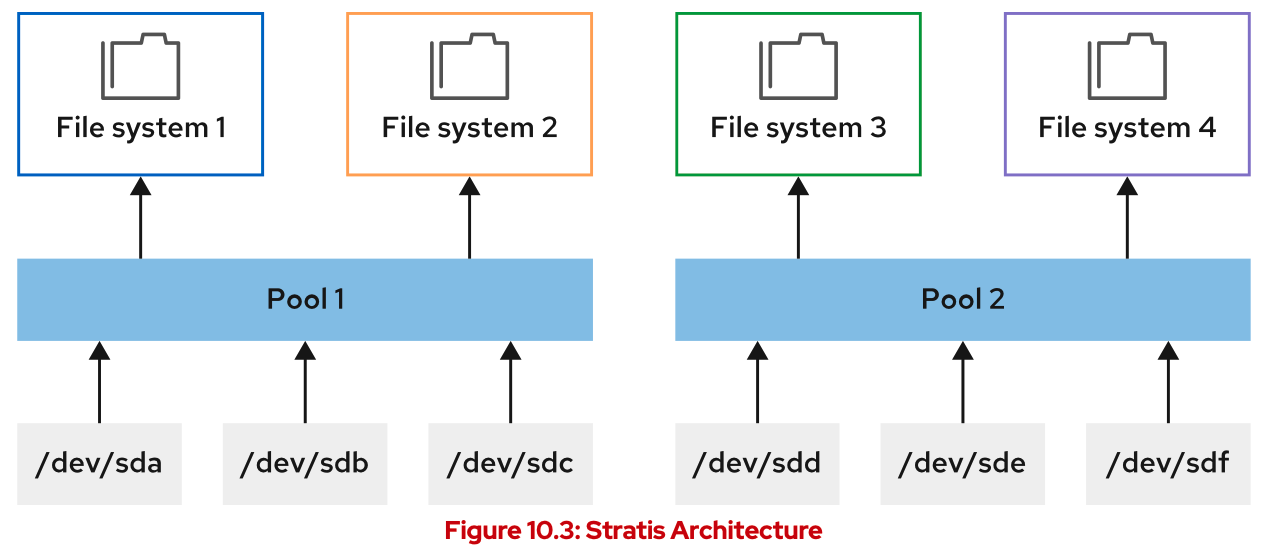 File system 1
File system 2
File system 3
File system 4
Pool 1
Pool 2
/dev/sda
/dev/sdb
/dev/sdc
/dev/sdd
/dev/sde
/dev/sdf
Figure 10.3: Stratis Architecture